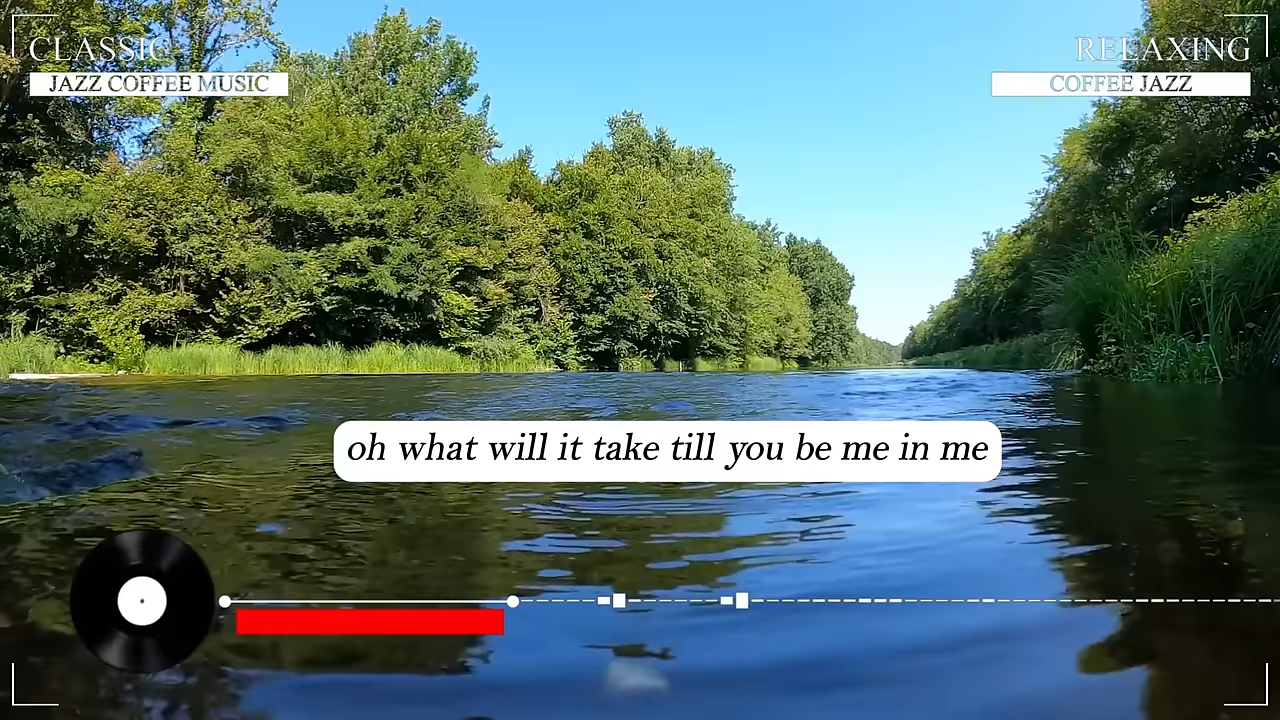 CLASSIC
JAZZ COFFEE MUSIC
RELAXING
COFFEE JAZZ
oh what will it take till you be me in me